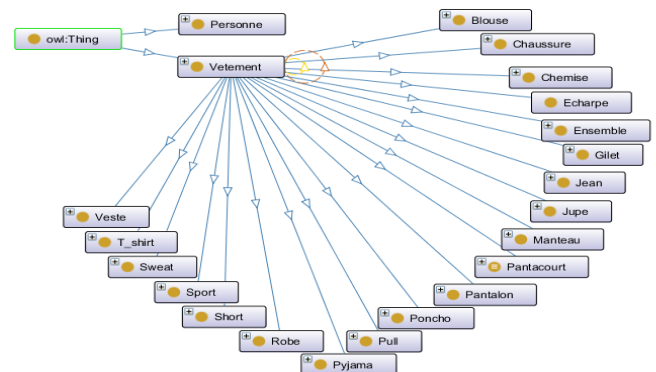 Blouse
Personne
owl:Thing
Chaussure
Vetement
Chemise
Echarpe
Ensemble
Gilet
Jean
Jupe
Veste
T_shirt
Manteau
Sweat
Pantacourt
Sport
Pantalon
Short
Poncho
Robe
Pull
Pyjama